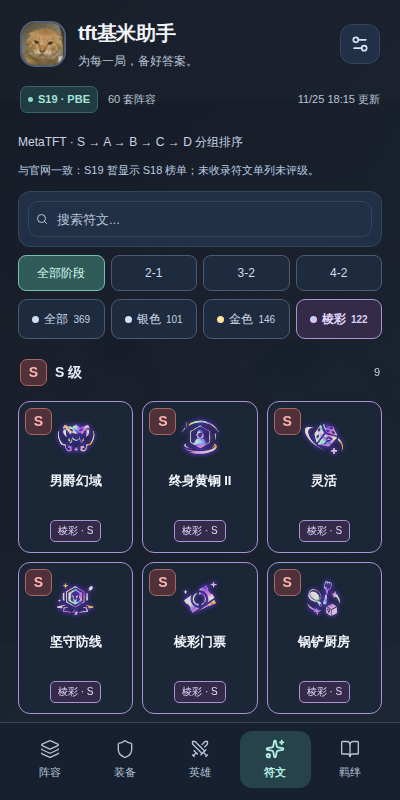 tft基米助手
为每一局，备好答案。
S19 · PBE
60 套阵容
11/25 18:15 更新
MetaTFT · S → A → B → C → D 分组排序
与官网一致：S19 暂显示 S18 榜单；未收录符文单列未评级。
搜索符文...
全部阶段
2-1
3-2
4-2
全部 369
银色 101
金色 146
棱彩 122
S
S 级
9
S
男爵幻域
棱彩 · S
S
终身黄铜 II
棱彩 · S
S
灵活
棱彩 · S
S
坚守防线
棱彩 · S
S
棱彩门票
棱彩 · S
S
锅铲厨房
棱彩 · S
阵容
装备
英雄
符文
羁绊